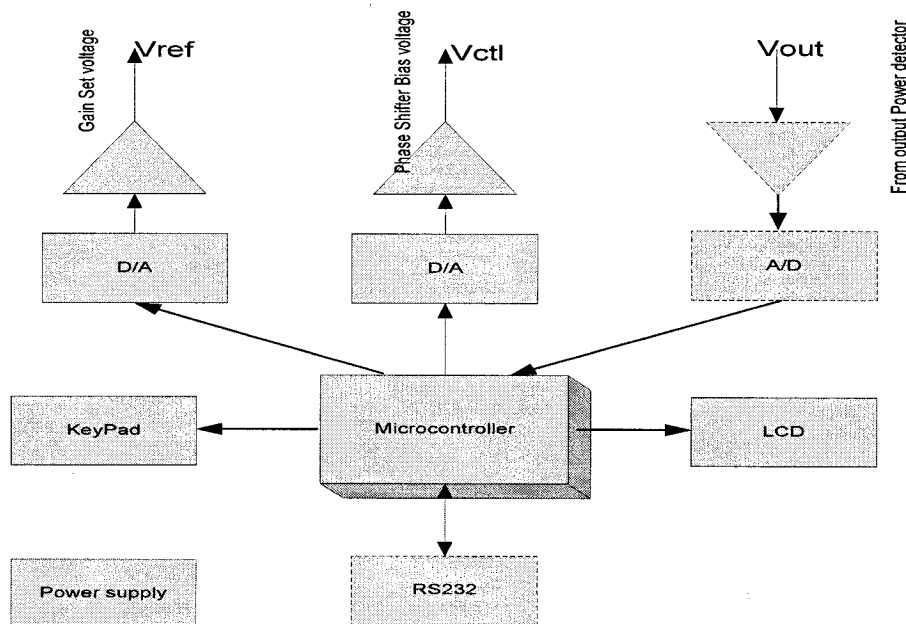 Gain Set voltage
Vref
Phase Shifter Bias voltage
Vctl
Vout
From output Power detector
D/A
D/A
A/D
KeyPad
Microcontroller
LCD
Power supply
RS232